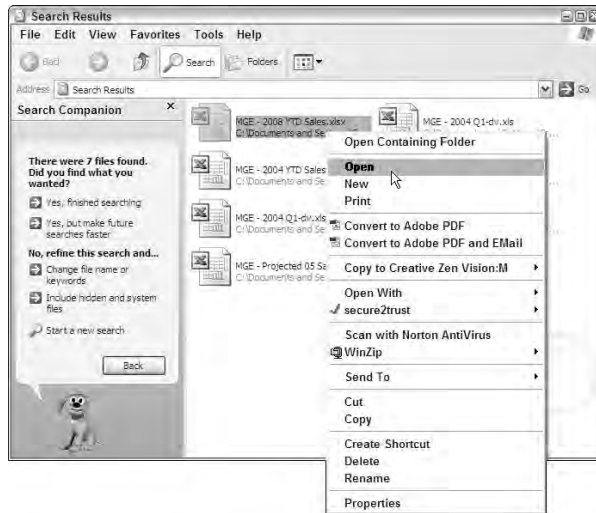 Search Results
File Edit View Favorites Tools Help
Back Search Folders
Address Search Results Go
Search Companion
There were 7 files found.
Did you find what you
wanted?
Yes, finished searching
Yes, but make future
searches faster
No, refine this search and...
Change file name or
keywords
Include hidden and system
files
Start a new search
Back
MGE - 2008 YTD Sales.xlsx
C:\Documents and Se
MGE - 2004 Q1-dv.xls
MGE - 2004 YTD Sales
C:\Documents and Se
MGE - 2004 Q1-dv.xls
C:\Documents and Se
MGE - Projected 05 Sa
C:\Documents and Se
Open Containing Folder
Open
New
Print
Convert to Adobe PDF
Convert to Adobe PDF and EMail
Copy to Creative Zen Vision:M
Open With
secure2trust
Scan with Norton AntiVirus
WinZip
Send To
Cut
Copy
Create Shortcut
Delete
Rename
Properties